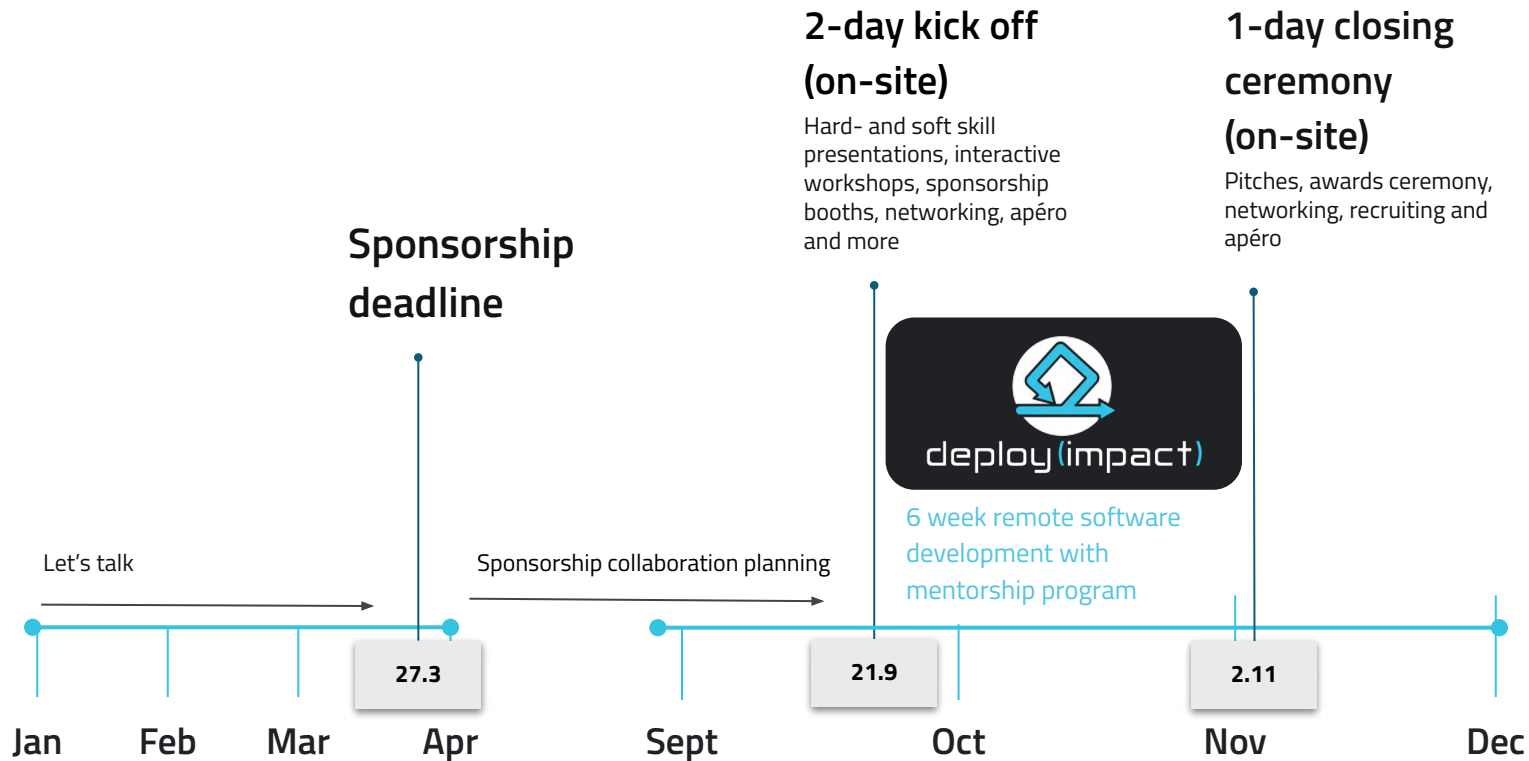 2-day kick off
(on-site)
Hard- and soft skill
presentations, interactive
workshops, sponsorship
booths, networking, apéro
and more
1-day closing
ceremony
(on-site)
Pitches, awards ceremony,
networking, recruiting and
apéro
Sponsorship
deadline
deploy(impact)
6 week remote software
development with
mentorship program
Let's talk
Sponsorship collaboration planning
27.3
21.9
2.11
Jan
Feb
Mar
Apr
Sept
Oct
Nov
Dec